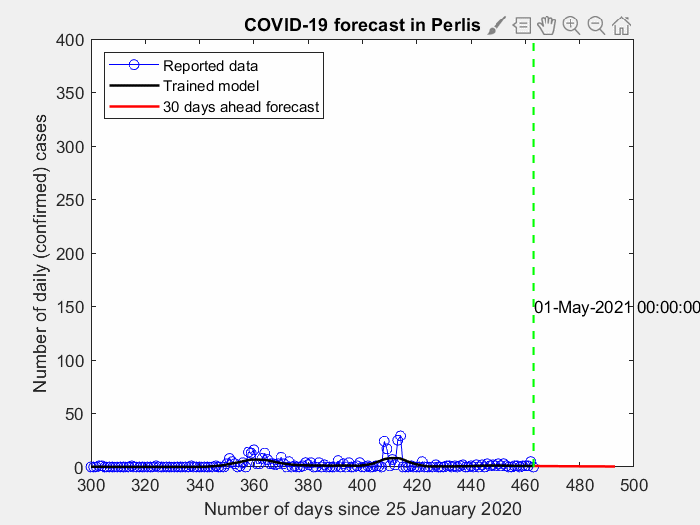 COVID-19 forecast in Perlis
Reported data
Trained model
30 days ahead forecast
400
350
300
250
200
150
100
50
0
Number of daily (confirmed) cases
01-May-2021 00:00:00
300 320 340 360 380 400 420 440 460 480 500
Number of days since 25 January 2020